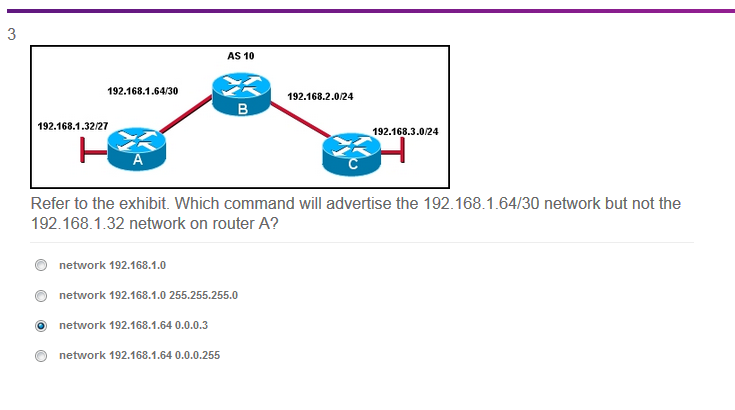 3
AS 10
192.168.1.64/30
192.168.2.0/24
B
192.168.1.32/27
192.168.3.0/24
A
C
Refer to the exhibit. Which command will advertise the 192.168.1.64/30 network but not the
192.168.1.32 network on router A?
network 192.168.1.0
network 192.168.1.0 255.255.255.0
network 192.168.1.64 0.0.0.3
network 192.168.1.64 0.0.0.255